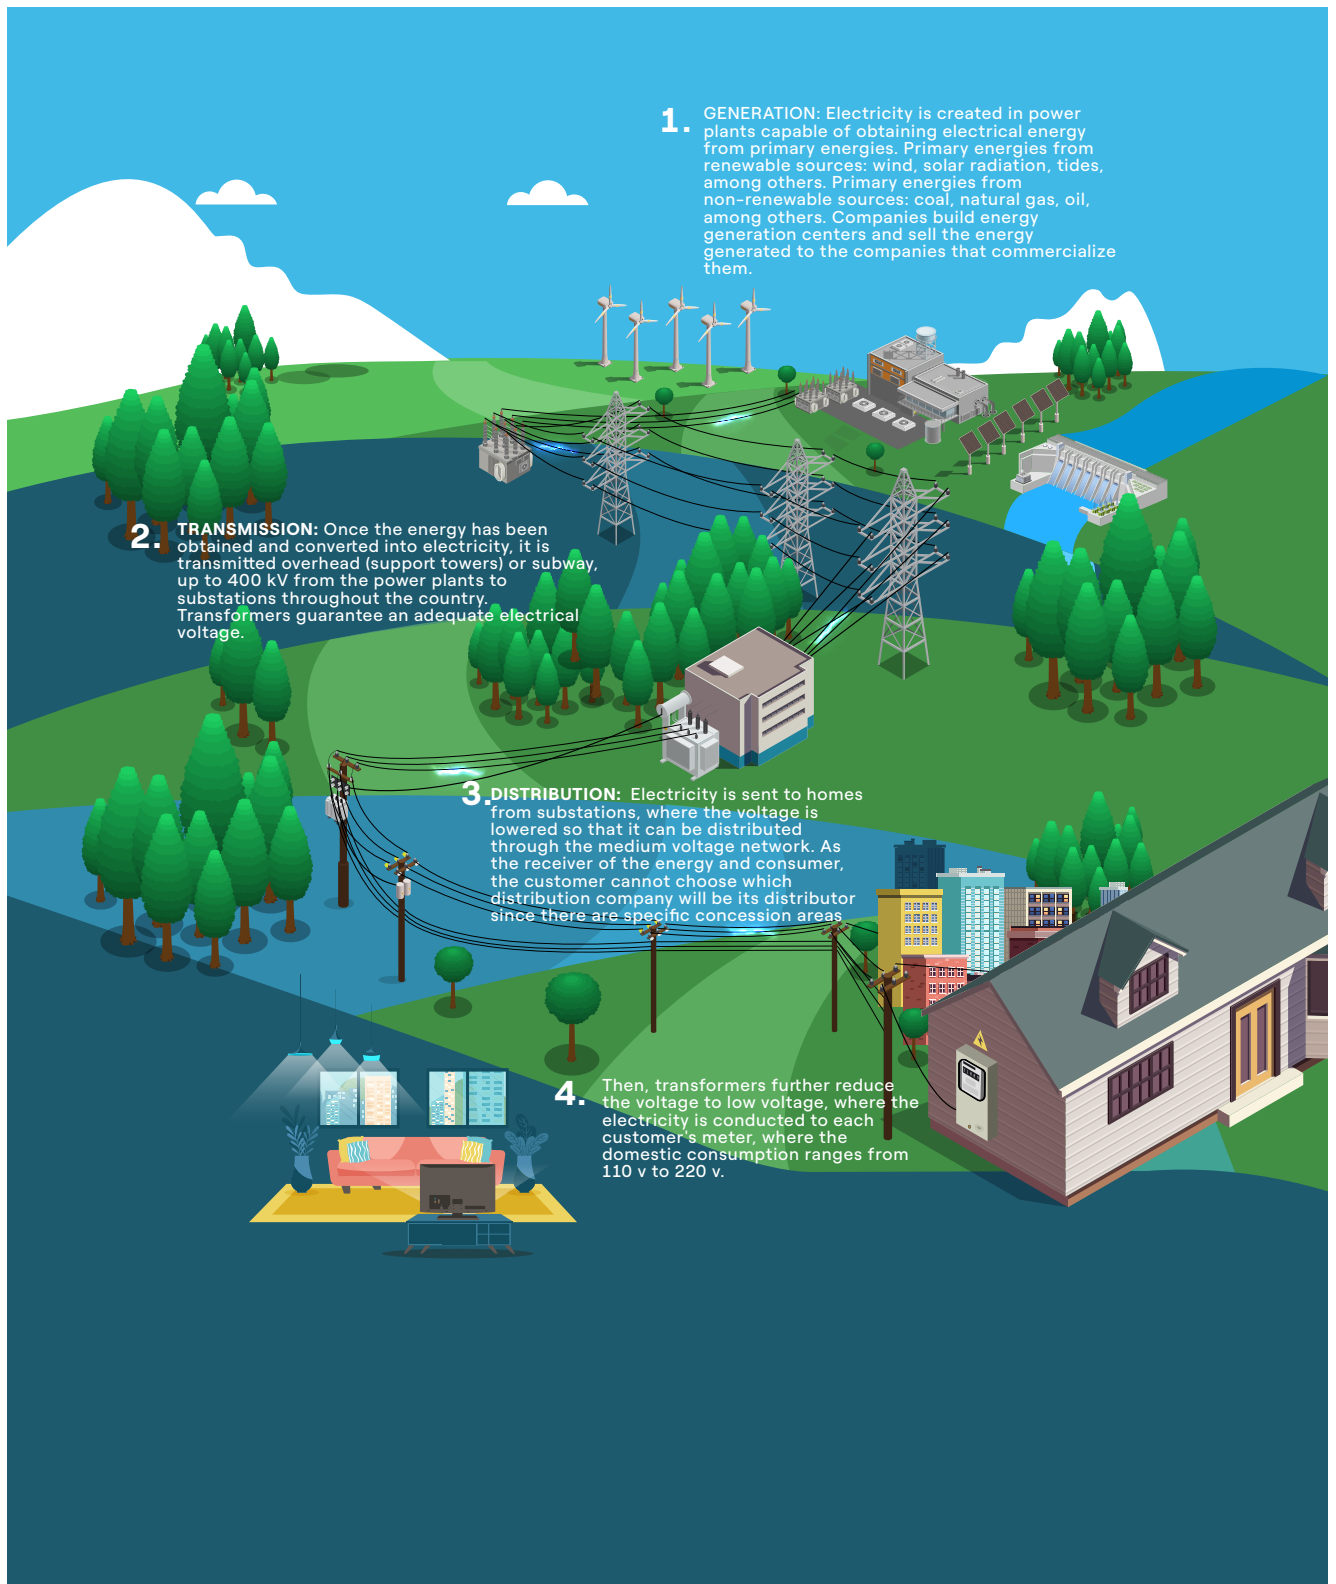 1. GENERATION: Electricity is created in power
plants capable of obtaining electrical energy
from primary energies. Primary energies from
renewable sources: wind, solar radiation, tides,
among others. Primary energies from
non-renewable sources: coal, natural gas, oil,
among others. Companies build energy
generation centers and sell the energy
generated to the companies that commercialize
them.
2. TRANSMISSION: Once the energy has been
obtained and converted into electricity, it is
transmitted overhead (support towers) or subway,
up to 400 kV from the power plants to
substations throughout the country.
Transformers guarantee an adequate electrical
voltage.
3. DISTRIBUTION: Electricity is sent to homes
from substations, where the voltage is
lowered so that it can be distributed
through the medium voltage network. As
the receiver of the energy and consumer,
the customer cannot choose which
distribution company will be its distributor
since there are specific concession areas
4. Then, transformers further reduce
the voltage to low voltage, where the
electricity is conducted to each
customer's meter, where the
domestic consumption ranges from
110 v to 220 v.